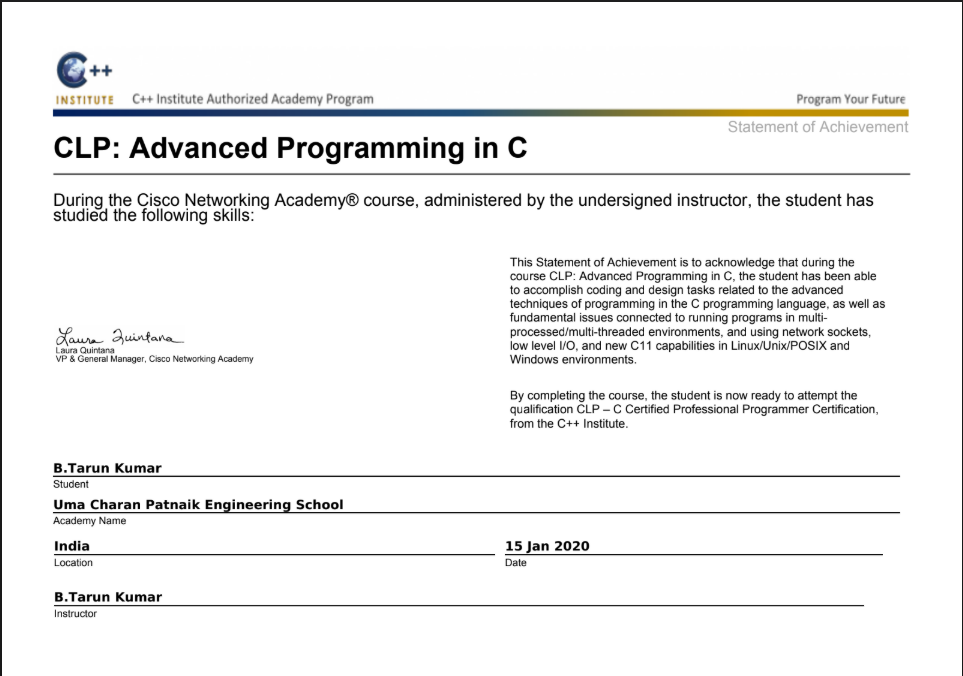 C++
INSTITUTE
C++ Institute Authorized Academy Program
Program Your Future
Statement of Achievement
CLP: Advanced Programming in C
During the Cisco Networking Academy® course, administered by the undersigned instructor, the student has
studied the following skills:
This Statement of Achievement is to acknowledge that during the
course CLP: Advanced Programming in C, the student has been able
to accomplish coding and design tasks related to the advanced
techniques of programming in the C programming language, as well as
fundamental issues connected to running programs in multi-
processed/multi-threaded environments, and using network sockets,
low level I/O, and new C11 capabilities in Linux/Unix/POSIX and
Windows environments.
By completing the course, the student is now ready to attempt the
qualification CLP – C Certified Professional Programmer Certification,
from the C++ Institute.
Laura Quintana
Laura Quintana
VP & General Manager, Cisco Networking Academy
B.Tarun Kumar
Student
Uma Charan Patnaik Engineering School
Academy Name
India
Location
15 Jan 2020
Date
B.Tarun Kumar
Instructor